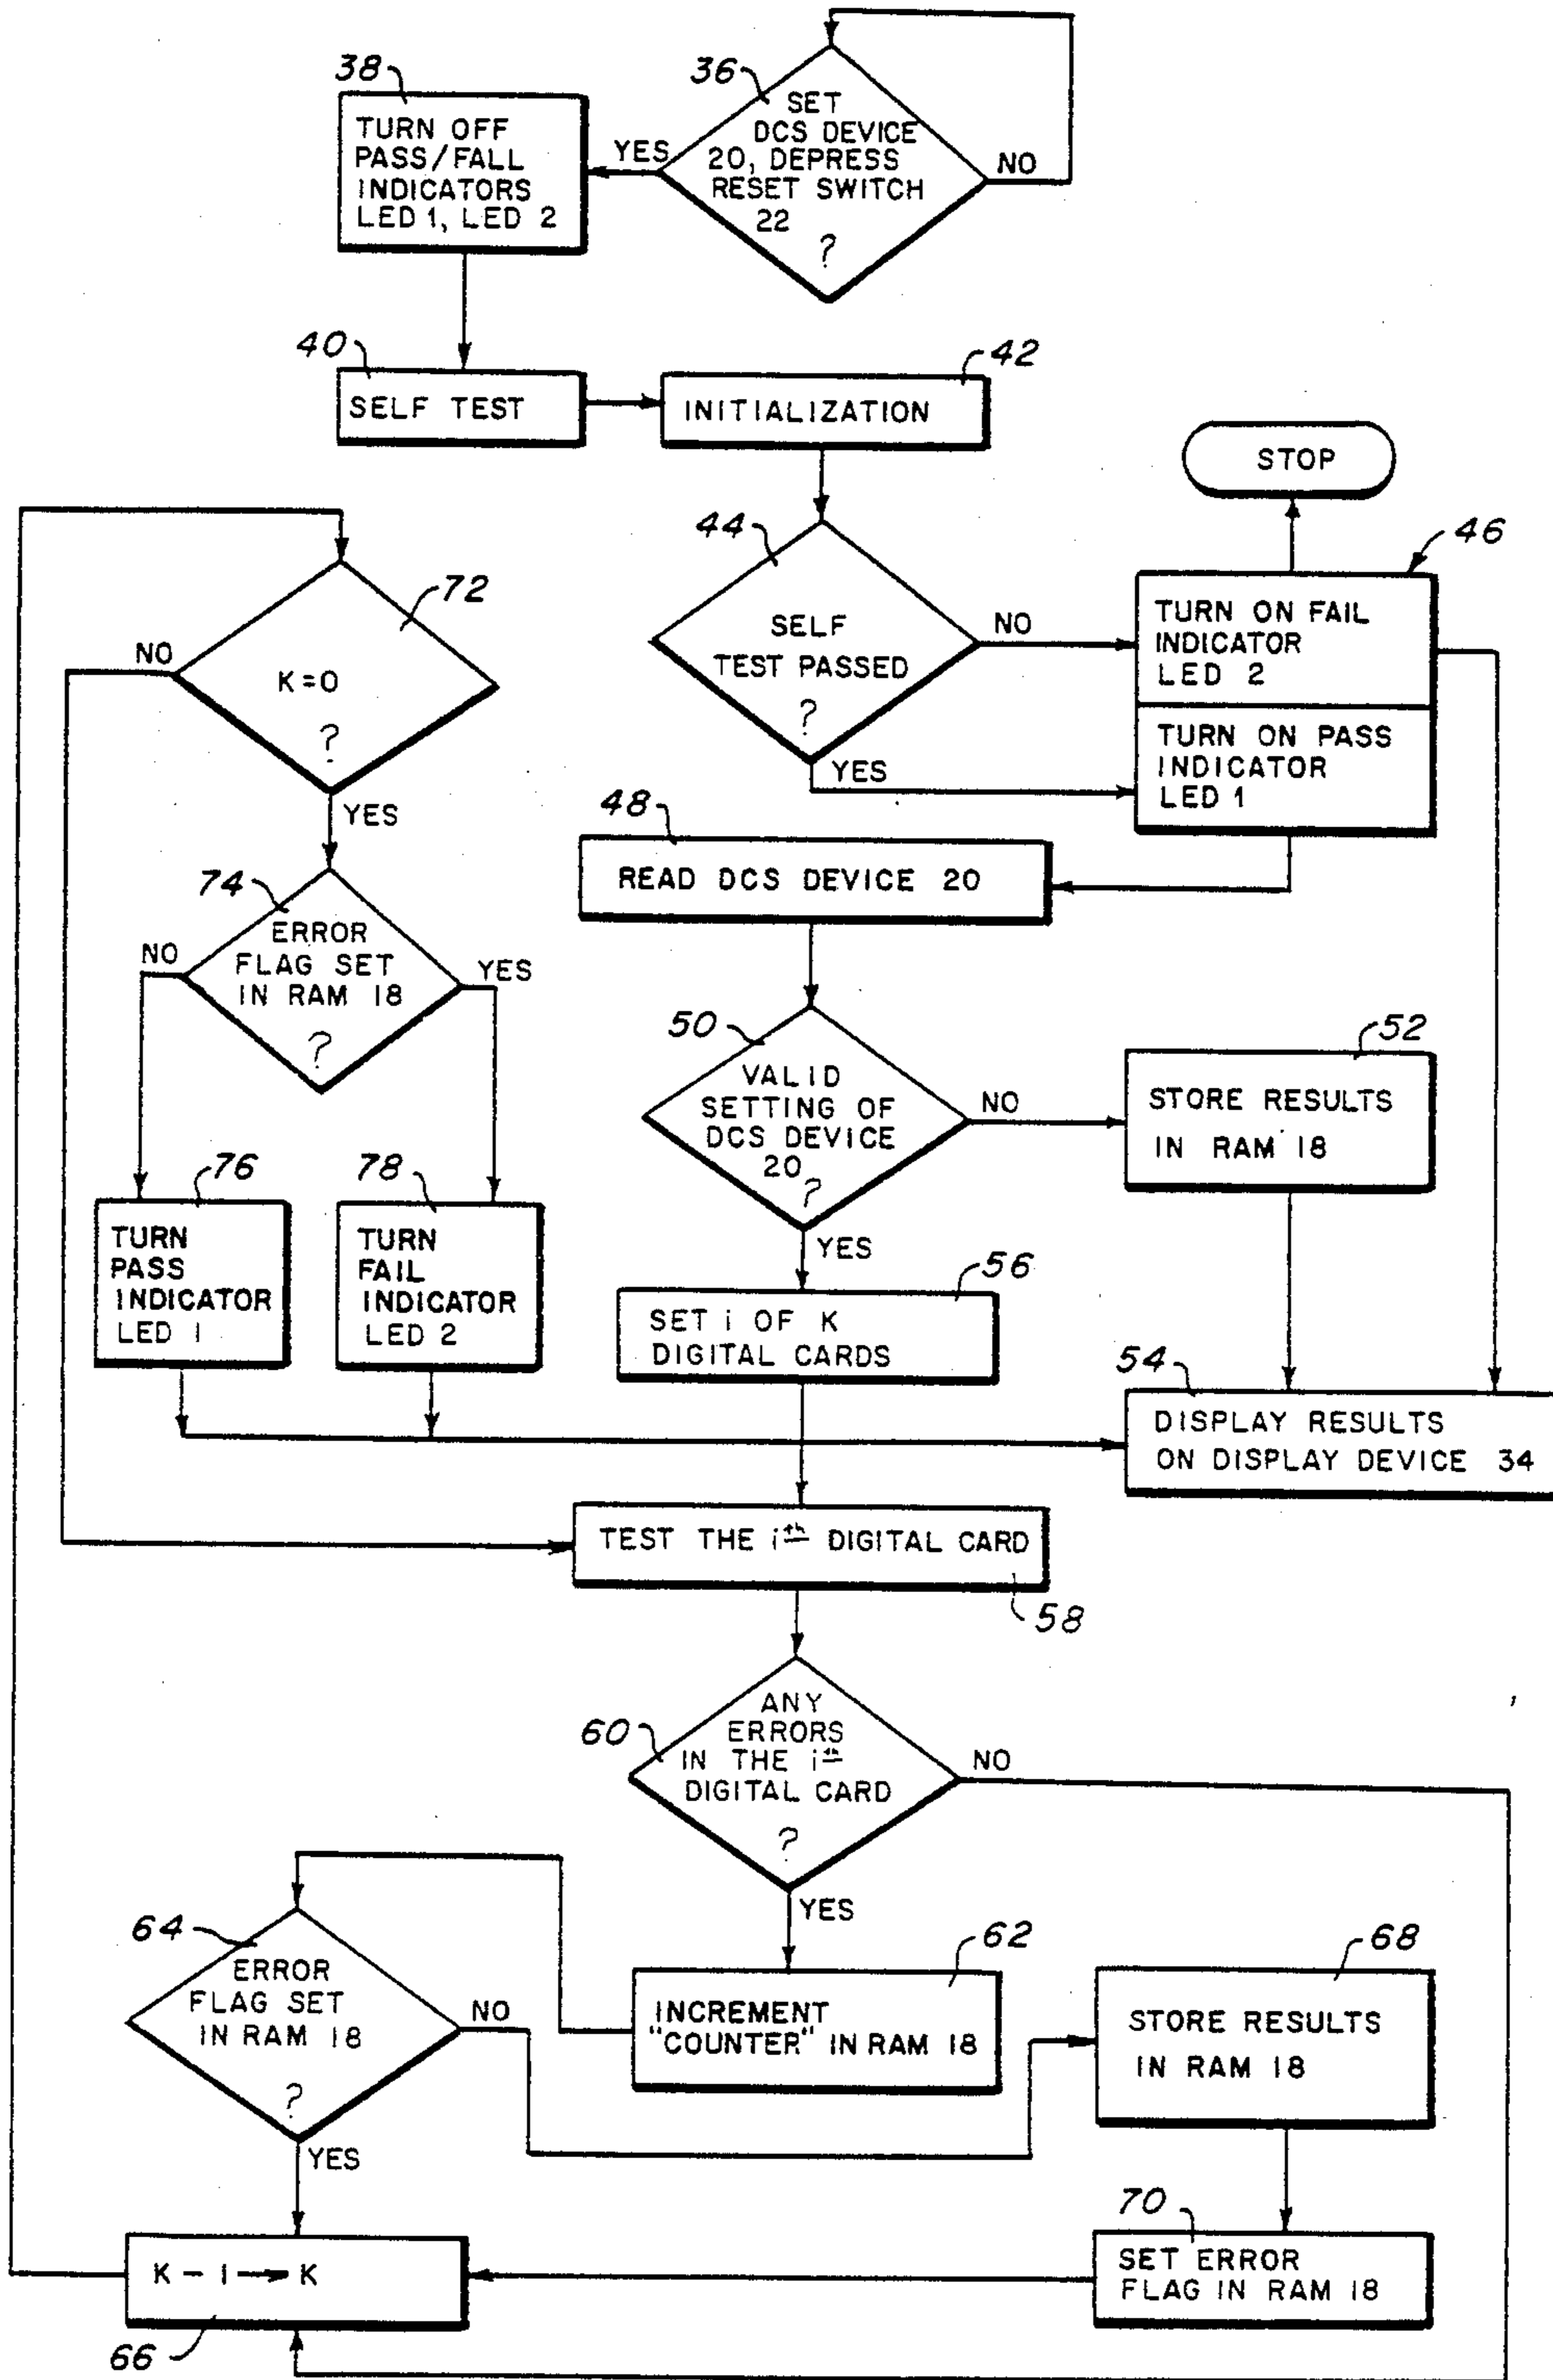 36
SET
DCS DEVICE
20, DEPRESS
RESET SWITCH
22
?
NO
YES
38
TURN OFF
PASS/FALL
INDICATORS
LED 1, LED 2
40
SELF TEST
42
INITIALIZATION
STOP
44
SELF
TEST PASSED
?
NO
YES
46
TURN ON FAIL
INDICATOR
LED 2
TURN ON PASS
INDICATOR
LED 1
72
K=0
?
NO
YES
48
READ DCS DEVICE 20
74
ERROR
FLAG SET
IN RAM 18
?
NO
YES
50
VALID
SETTING OF
DCS DEVICE
20
?
NO
YES
52
STORE RESULTS
IN RAM 18
76
TURN
PASS
INDICATOR
LED 1
78
TURN
FAIL
INDICATOR
LED 2
56
SET i OF K
DIGITAL CARDS
54
DISPLAY RESULTS
ON DISPLAY DEVICE 34
TEST THE ith DIGITAL CARD
58
60
ANY
ERRORS
IN THE ith
DIGITAL CARD
?
NO
YES
64
ERROR
FLAG SET
IN RAM 18
?
NO
YES
62
INCREMENT
"COUNTER" IN RAM 18
68
STORE RESULTS
IN RAM 18
70
SET ERROR
FLAG IN RAM 18
K - 1 → K
66